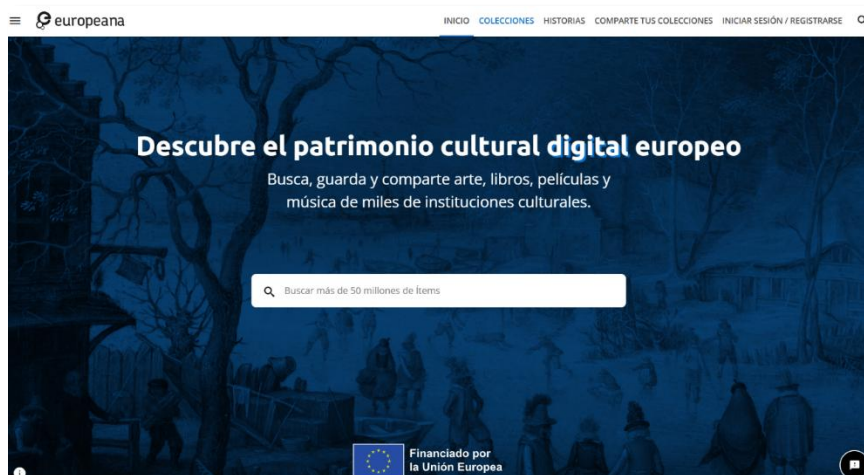 europeana
INICIO COLECCIONES HISTORIAS COMPARTE TUS COLECCIONES INICIAR SESIÓN / REGISTRARSE
Descubre el patrimonio cultural digital europeo
Busca, guarda y comparte arte, libros, películas y
música de miles de instituciones culturales.
Buscar más de 50 millones de ítems
Financiado por
la Unión Europea